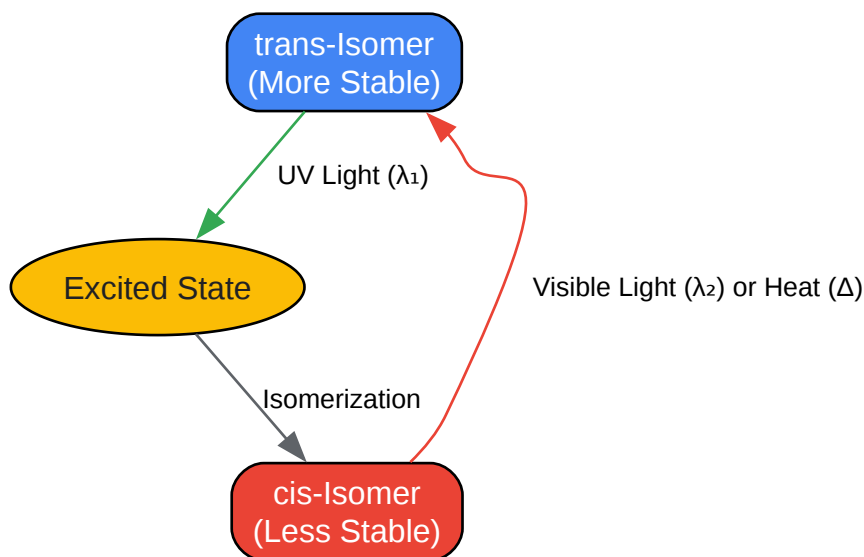 trans-Isomer
(More Stable)
UV Light (λ₁)
Excited State
Visible Light (λ₂) or Heat (Δ)
Isomerization
cis-Isomer
(Less Stable)